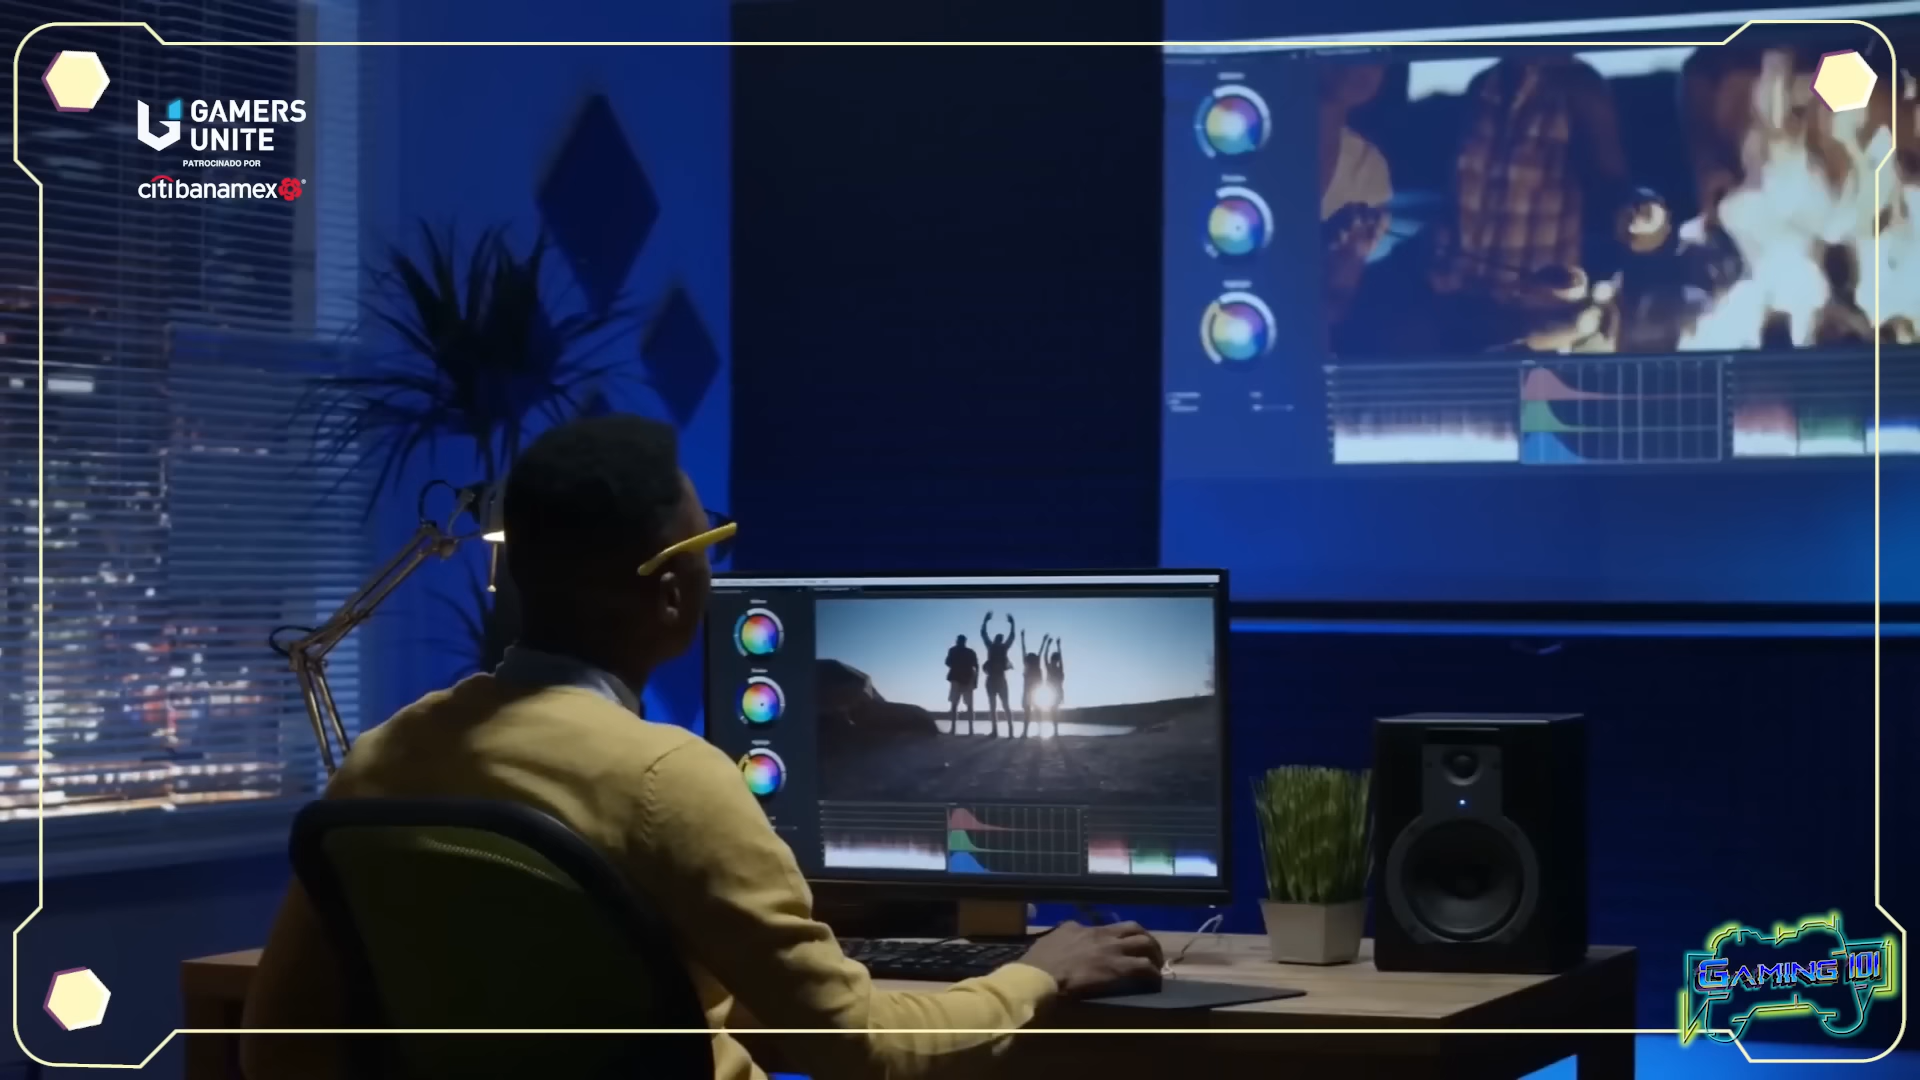 GAMERS
UNITE
PATROCINADO POR
citibanamex
GAMING 101